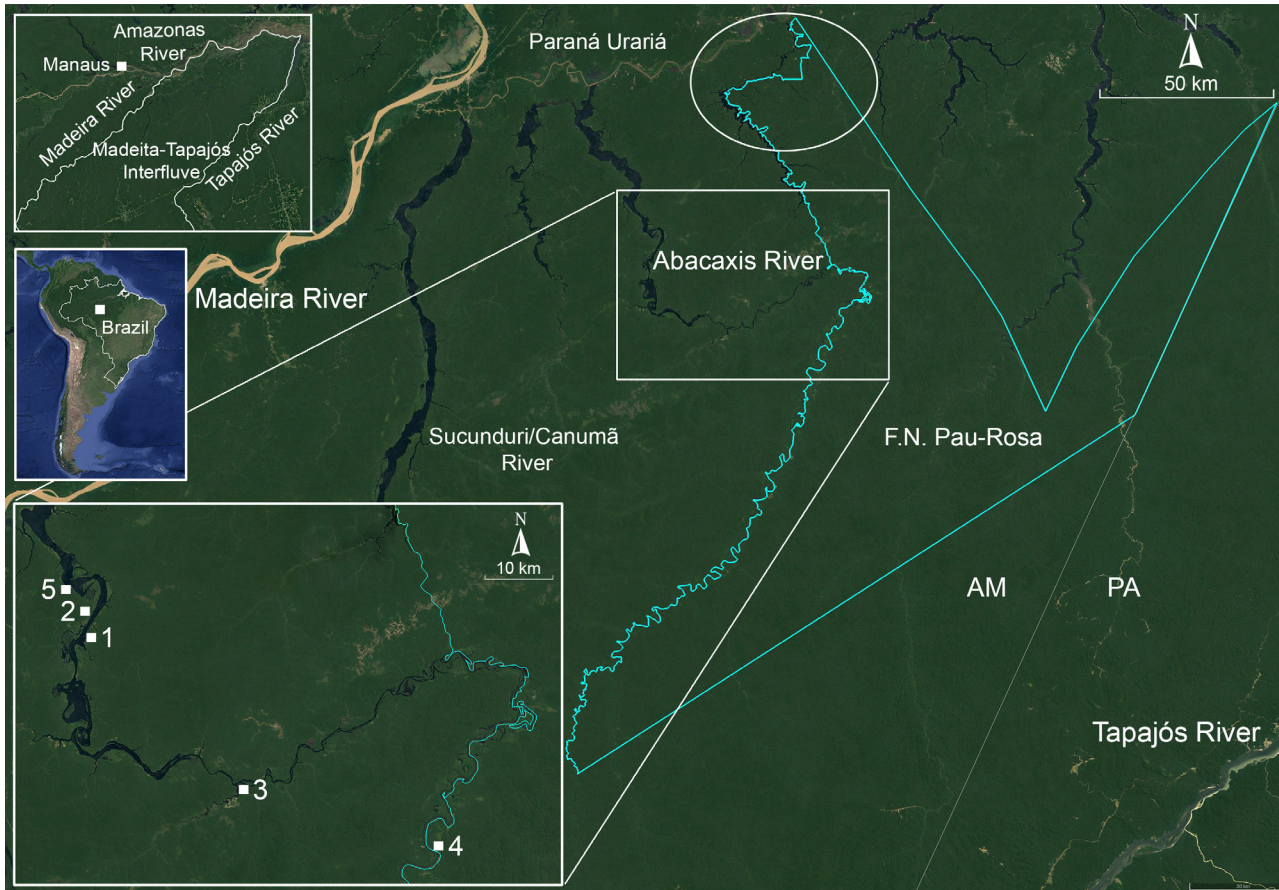 Amazonas
River
Manaus
Madeira River
Madeita-Tapajós
Interfluve
Tapajós River
Brazil
Paraná Urariá
N
50 km
Madeira River
Abacaxis River
Sucunduri/Canumã
River
F.N. Pau-Rosa
AM
PA
Tapajós River
N
10 km
5
2
1
3
4